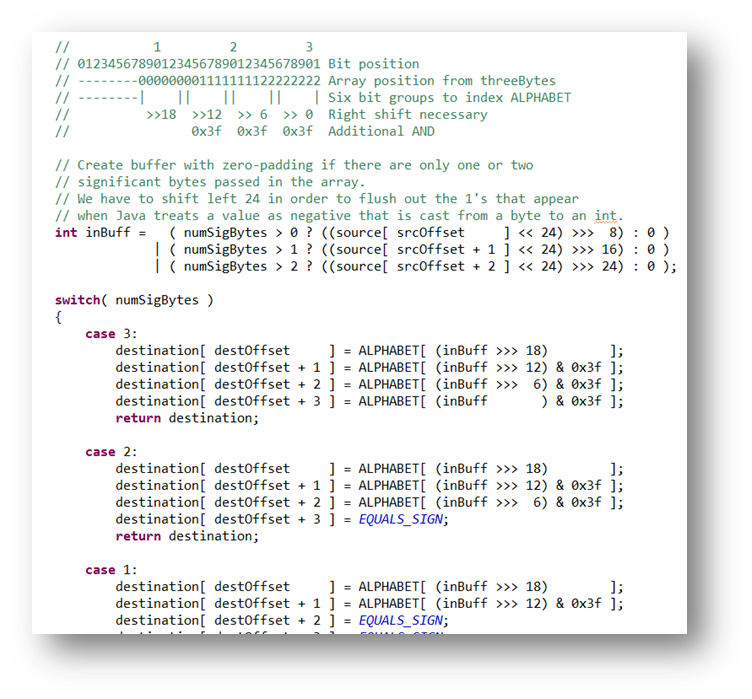 //           1         2         3
// 01234567890123456789012345678901 Bit position
// --------000000001111111122222222 Array position from threeBytes
// --------|    ||    ||    ||    | Six bit groups to index ALPHABET
//          >>18  >>12  >> 6  >> 0  Right shift necessary
//                0x3f  0x3f  0x3f  Additional AND

// Create buffer with zero-padding if there are only one or two
// significant bytes passed in the array.
// We have to shift left 24 in order to flush out the 1's that appear
// when Java treats a value as negative that is cast from a byte to an int.
int inBuff =   ( numSigBytes > 0 ? ((source[ srcOffset     ] << 24) >>>  8) : 0 )
             | ( numSigBytes > 1 ? ((source[ srcOffset + 1 ] << 24) >>> 16) : 0 )
             | ( numSigBytes > 2 ? ((source[ srcOffset + 2 ] << 24) >>> 24) : 0 );

switch( numSigBytes )
{
    case 3:
        destination[ destOffset     ] = ALPHABET[ (inBuff >>> 18)        ];
        destination[ destOffset + 1 ] = ALPHABET[ (inBuff >>> 12) & 0x3f ];
        destination[ destOffset + 2 ] = ALPHABET[ (inBuff >>>  6) & 0x3f ];
        destination[ destOffset + 3 ] = ALPHABET[ (inBuff       ) & 0x3f ];
        return destination;

    case 2:
        destination[ destOffset     ] = ALPHABET[ (inBuff >>> 18)        ];
        destination[ destOffset + 1 ] = ALPHABET[ (inBuff >>> 12) & 0x3f ];
        destination[ destOffset + 2 ] = ALPHABET[ (inBuff >>>  6) & 0x3f ];
        destination[ destOffset + 3 ] = EQUALS_SIGN;
        return destination;

    case 1:
        destination[ destOffset     ] = ALPHABET[ (inBuff >>> 18)        ];
        destination[ destOffset + 1 ] = ALPHABET[ (inBuff >>> 12) & 0x3f ];
        destination[ destOffset + 2 ] = EQUALS_SIGN;